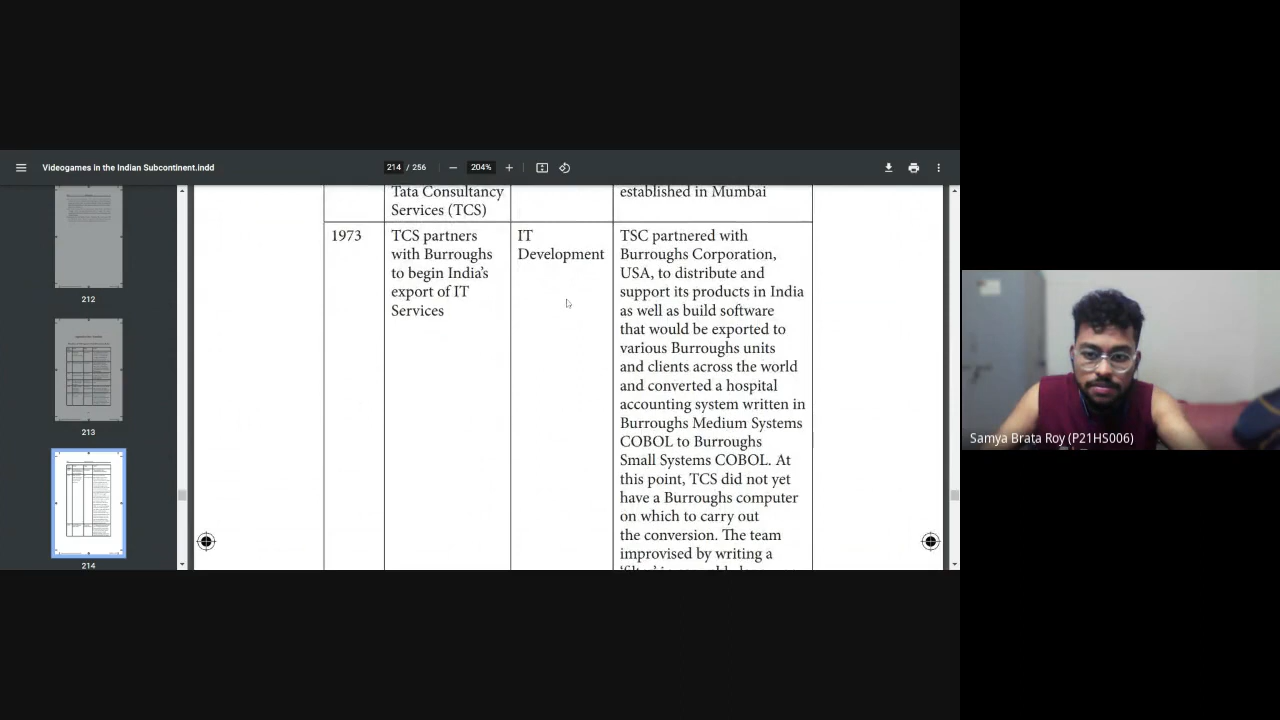 Videogames in the Indian Subcontinent.indd
214 / 256
204%
212
213
214
Tata Consultancy
Services (TCS)
established in Mumbai
1973
TCS partners
with Burroughs
to begin India's
export of IT
Services
IT
Development
TSC partnered with
Burroughs Corporation,
USA, to distribute and
support its products in India
as well as build software
that would be exported to
various Burroughs units
and clients across the world
and converted a hospital
accounting system written in
Burroughs Medium Systems
COBOL to Burroughs
Small Systems COBOL. At
this point, TCS did not yet
have a Burroughs computer
on which to carry out
the conversion. The team
improvised by writing a
Samya Brata Roy (P21HS006)